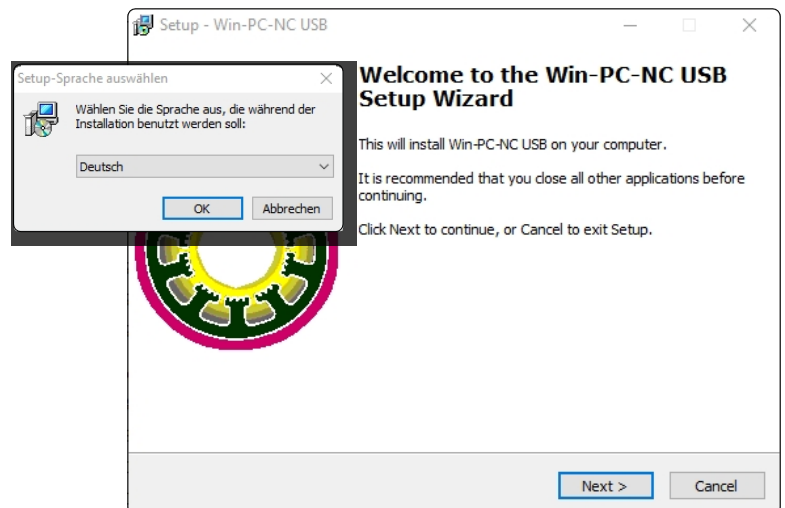 Setup - Win-PC-NC USB
Setup-Sprache auswählen
Wählen Sie die Sprache aus, die während der
Installation benutzt werden soll:
Deutsch
OK
Abbrechen
Welcome to the Win-PC-NC USB
Setup Wizard
This will install Win-PC-NC USB on your computer.
It is recommended that you close all other applications before
continuing.
Click Next to continue, or Cancel to exit Setup.
Next >
Cancel